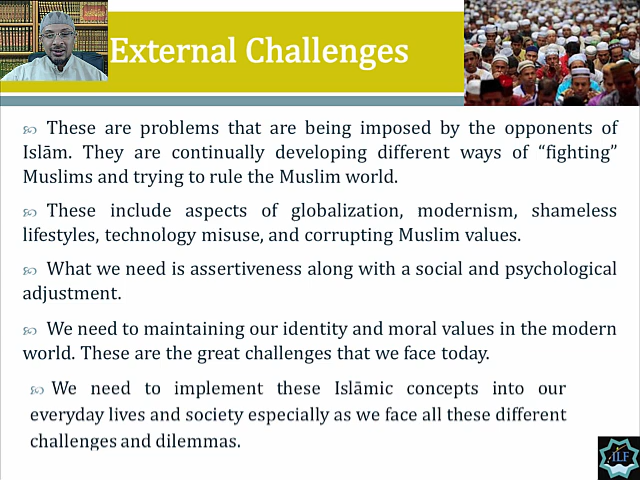 External Challenges
These are problems that are being imposed by the opponents of
Islām. They are continually developing different ways of “fighting”
Muslims and trying to rule the Muslim world.
These include aspects of globalization, modernism, shameless
lifestyles, technology misuse, and corrupting Muslim values.
What we need is assertiveness along with a social and psychological
adjustment.
We need to maintaining our identity and moral values in the modern
world. These are the great challenges that we face today.
We need to implement these Islāmic concepts into our
everyday lives and society especially as we face all these different
challenges and dilemmas.
ILF